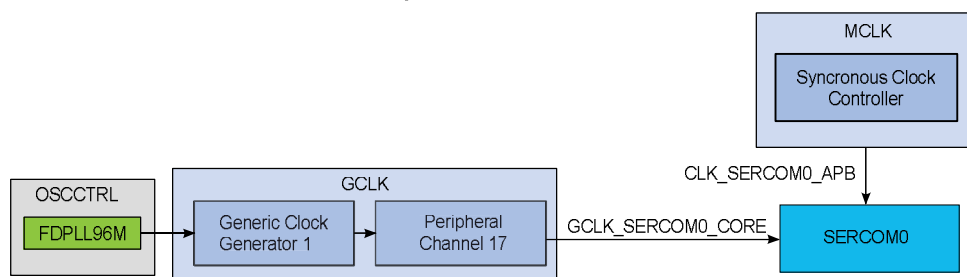 MCLK
Syncronous Clock
Controller
CLK_SERCOM0_APB
OSCCTRL
FDPLL96M
GCLK
Generic Clock
Generator 1
Peripheral
Channel 17
GCLK_SERCOM0_CORE
SERCOM0